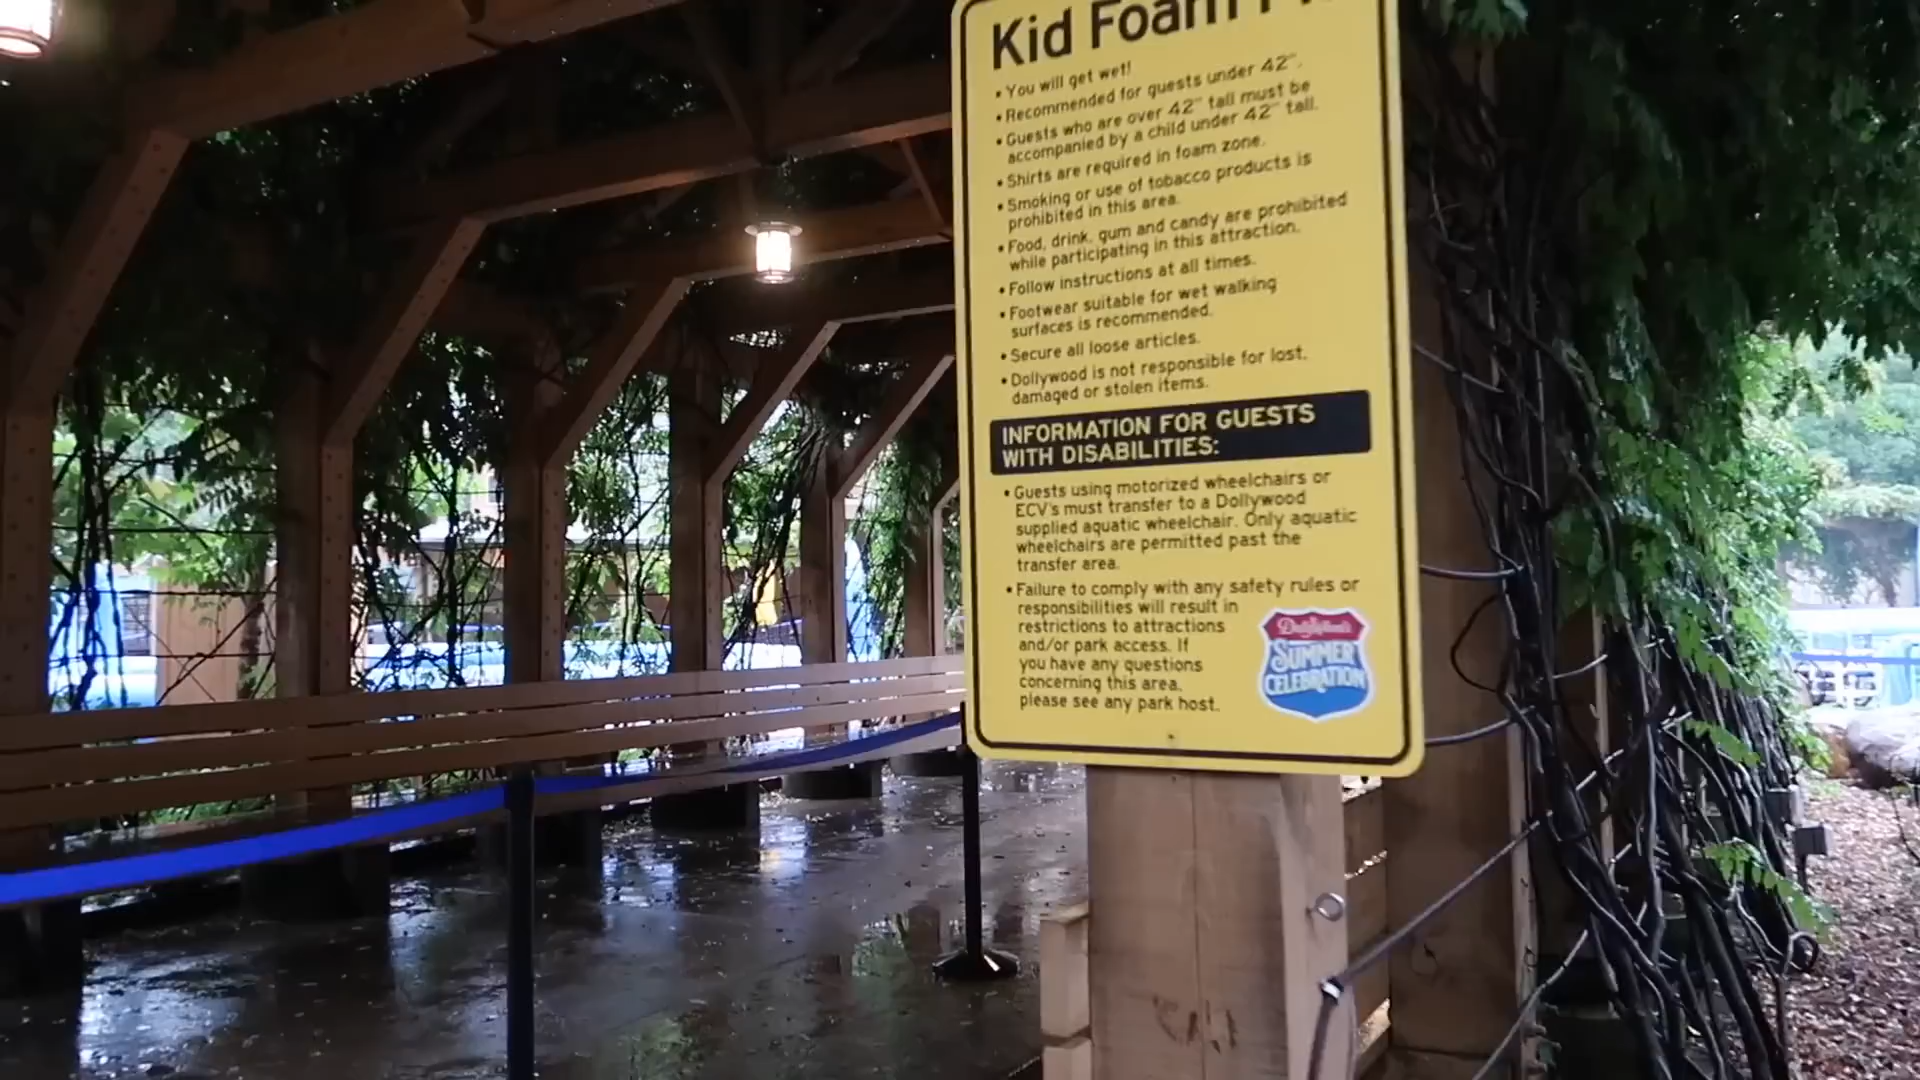 Kid Foam
• You will get wet!
• Recommended for guests under 42".
• Guests who are over 42" tall must be
accompanied by a child under 42" tall.
• Shirts are required in foam zone.
• Smoking or use of tobacco products is
prohibited in this area.
• Food, drink, gum and candy are prohibited
while participating in this attraction.
• Follow instructions at all times.
• Footwear suitable for wet walking
surfaces is recommended.
• Secure all loose articles.
• Dollywood is not responsible for lost,
damaged or stolen items.
INFORMATION FOR GUESTS
WITH DISABILITIES:
• Guests using motorized wheelchairs or
ECV's must transfer to a Dollywood
supplied aquatic wheelchair. Only aquatic
wheelchairs are permitted past the
transfer area.
• Failure to comply with any safety rules or
responsibilities will result in
restrictions to attractions
and/or park access. If
you have any questions
concerning this area,
please see any park host.
Dollywood's
SUMMER
CELEBRATION